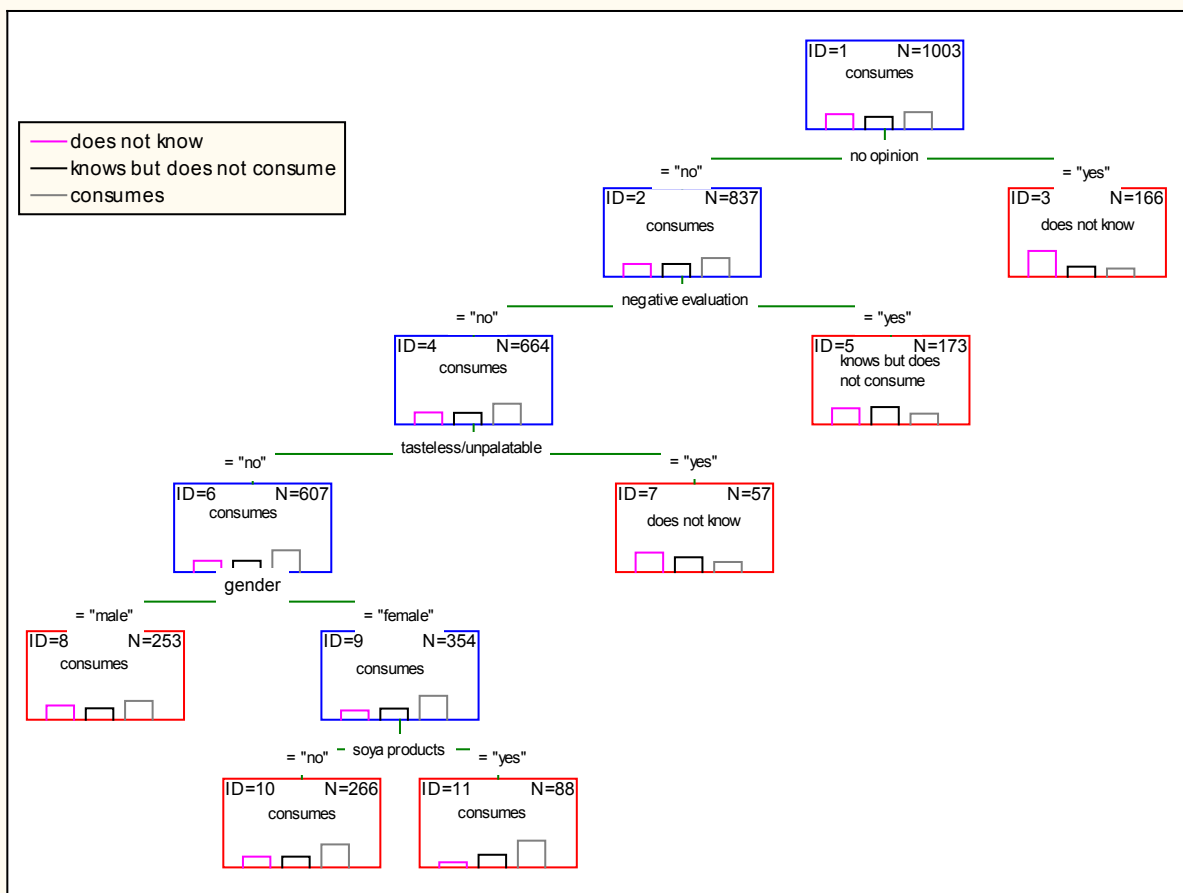 ID=1 N=1003
consumes
does not know
knows but does not consume
consumes
no opinion
= "no" = "yes"
ID=2 N=837
consumes
ID=3 N=166
does not know
negative evaluation
= "no" = "yes"
ID=4 N=664
consumes
ID=5 N=173
knows but does
not consume
tasteless/unpalatable
= "no" = "yes"
ID=6 N=607
consumes
ID=7 N=57
does not know
gender
= "male" = "female"
ID=8 N=253
consumes
ID=9 N=354
consumes
soya products
= "no" = "yes"
ID=10 N=266
consumes
ID=11 N=88
consumes